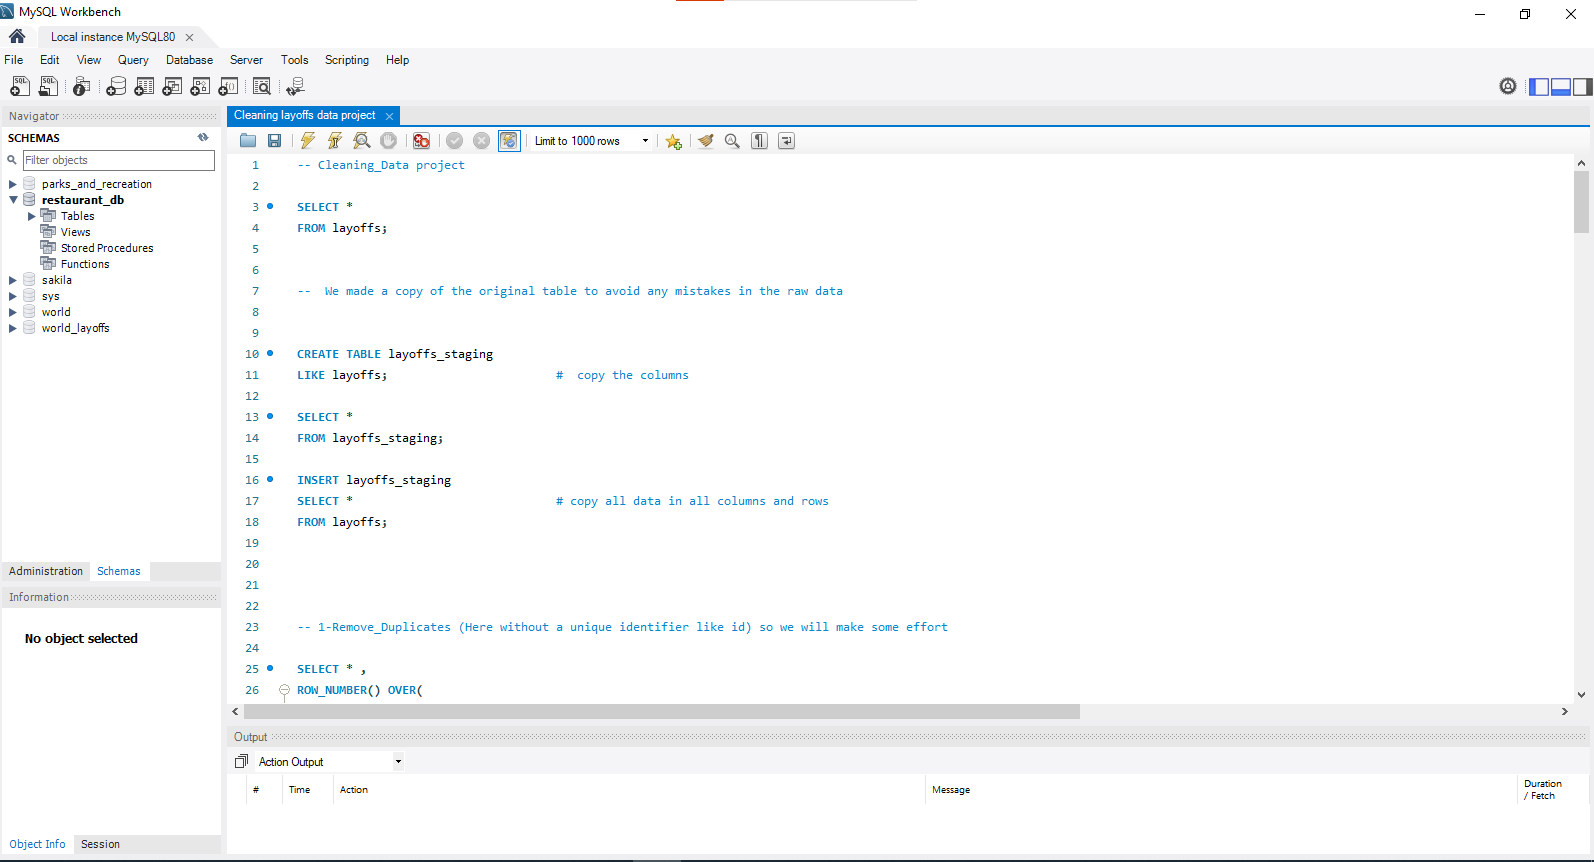 MySQL Workbench
Local instance MySQL80
File Edit View Query Database Server Tools Scripting Help
Navigator
SCHEMAS
Filter objects
parks_and_recreation
restaurant_db
Tables
Views
Stored Procedures
Functions
sakila
sys
world
world_layoffs
Administration Schemas
Information
No object selected
Object Info Session
Cleaning layoffs data project
Limit to 1000 rows
1 -- Cleaning_Data project
2
3 SELECT *
4 FROM layoffs;
5
6
7 -- We made a copy of the original table to avoid any mistakes in the raw data
8
9
10 CREATE TABLE layoffs_staging
11 LIKE layoffs; # copy the columns
12
13 SELECT *
14 FROM layoffs_staging;
15
16 INSERT layoffs_staging
17 SELECT * # copy all data in all columns and rows
18 FROM layoffs;
19
20
21
22
23 -- 1-Remove_Duplicates (Here without a unique identifier like id) so we will make some effort
24
25 SELECT * ,
26 ROW_NUMBER() OVER(
Output
Action Output
# Time Action Message Duration / Fetch